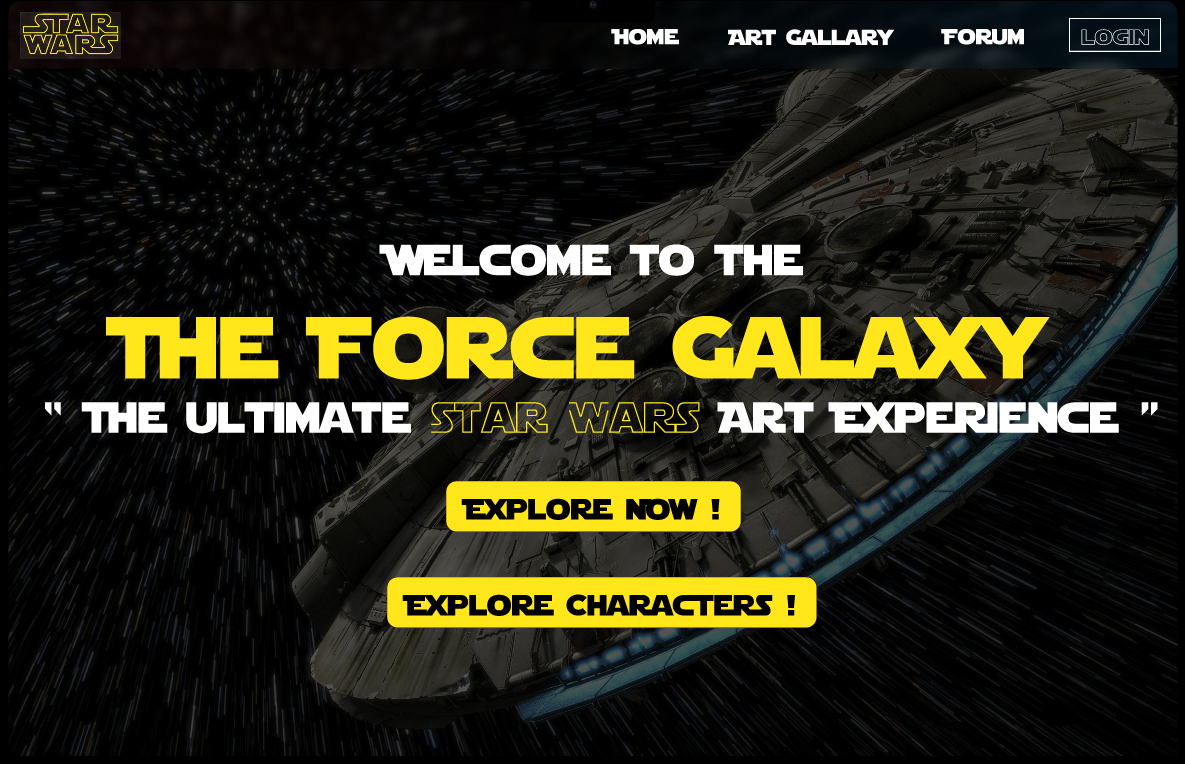 STAR WARS
Home Art Gallary Forum LOGIN
Welcome to the
The Force Galaxy
“ The ultimate STAR WARS Art Experience ”
Explore Now !
Explore characters !